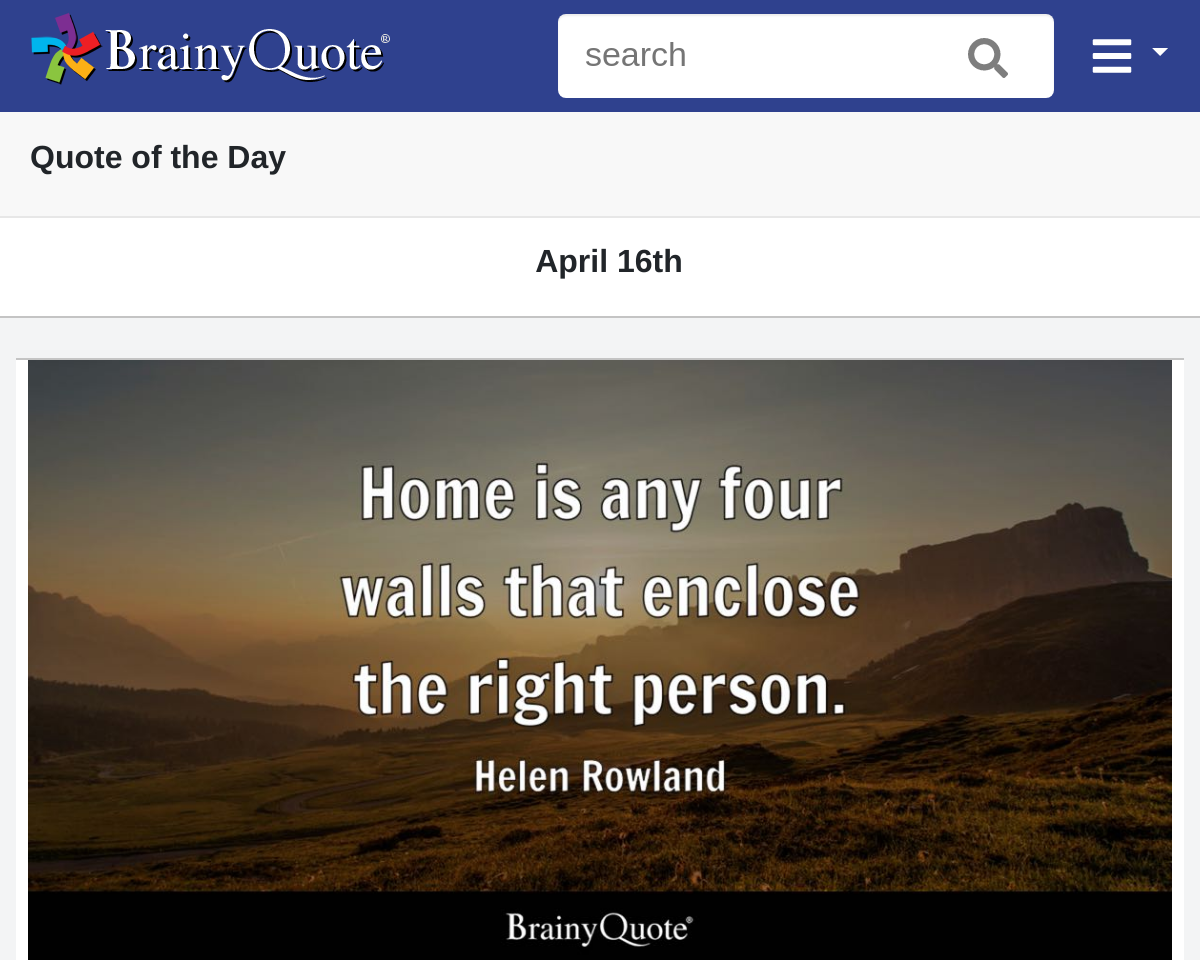 BrainyQuote®
search
Quote of the Day
April 16th
Home is any four
walls that enclose
the right person.
Helen Rowland
BrainyQuote®